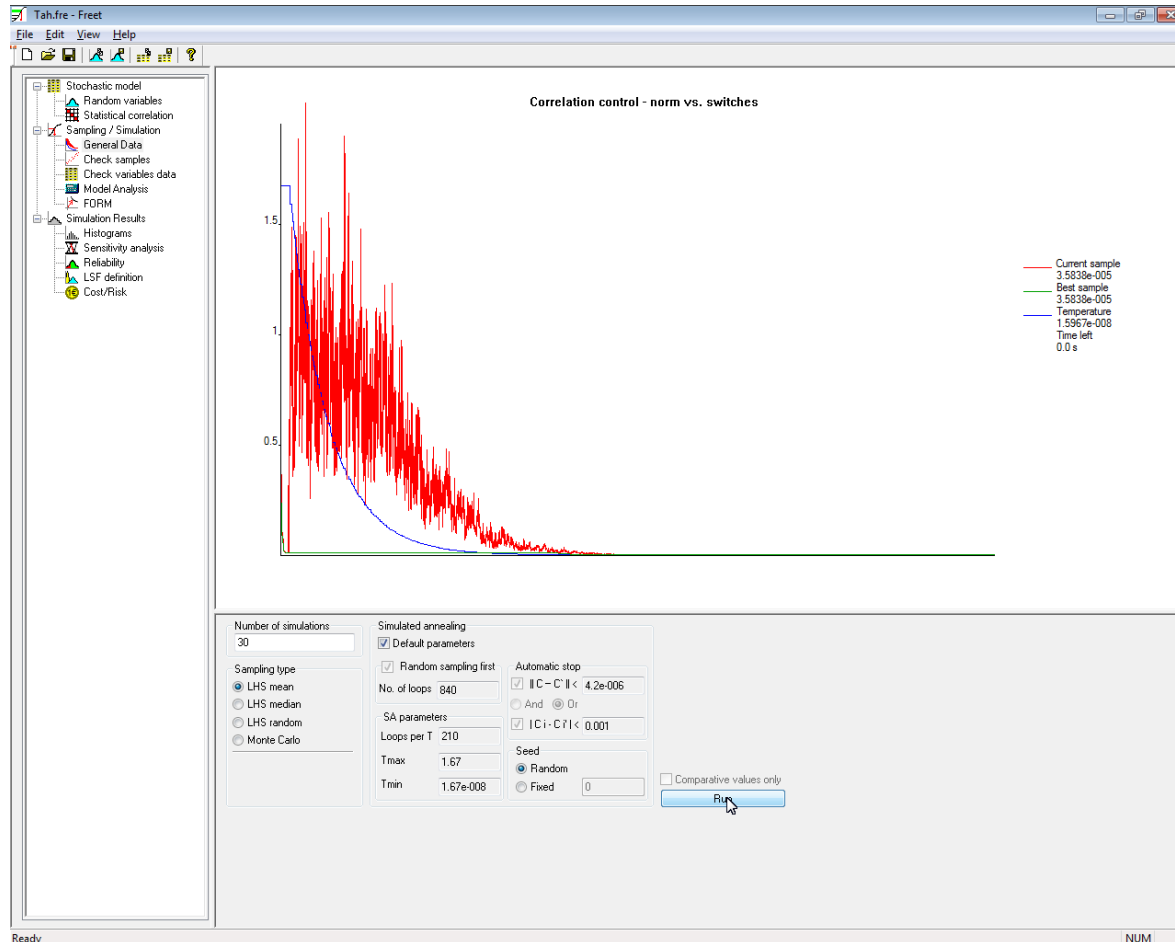 Tah.fre - Freet
File Edit View Help
Stochastic model
Random variables
Statistical correlation
Sampling / Simulation
General Data
Check samples
Check variables data
Model Analysis
FORM
Simulation Results
Histograms
Sensitivity analysis
Reliability
LSF definition
Cost/Risk
Correlation control - norm vs. switches
1.5
1
0.5
Current sample
3.5838e-005
Best sample
3.5838e-005
Temperature
1.5967e-008
Time left
0.0 s
Number of simulations
30
Sampling type
LHS mean
LHS median
LHS random
Monte Carlo
Simulated annealing
Default parameters
Random sampling first
No. of loops 840
SA parameters
Loops per T 210
Tmax 1.67
Tmin 1.67e-008
Automatic stop
|| C - C` || < 4.2e-006
And Or
| Ci - Ci'| < 0.001
Seed
Random
Fixed 0
Comparative values only
Run
Ready NUM